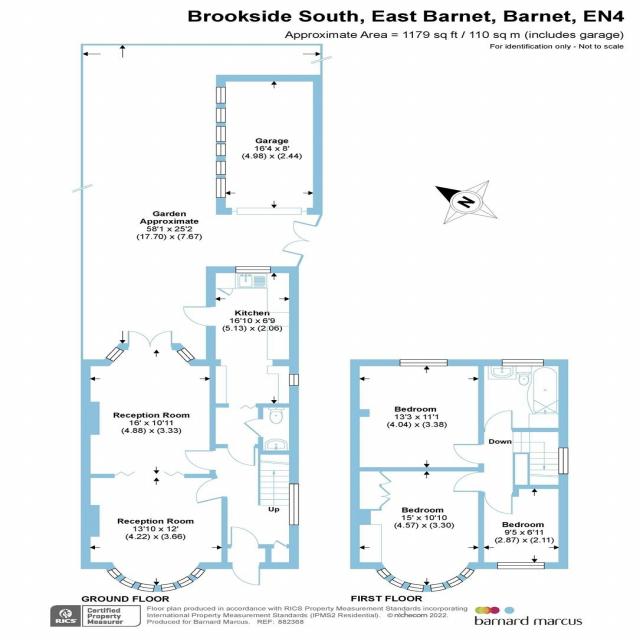 Brookside South, East Barnet, Barnet, EN4
Approximate Area = 1179 sq ft / 110 sq m (includes garage)
For identification only - Not to scale
Garage
16'4 x 8'
(4.98) x (2.44)
Garden
Approximate
58'1 x 25'2
(17.70) x (7.67)
N
Kitchen
16'10 x 6'9
(5.13) x (2.06)
Reception Room
16' x 10'11
(4.88) x (3.33)
Up
Reception Room
13'10 x 12'
(4.22) x (3.66)
GROUND FLOOR
Bedroom
13'3 x 11'1
(4.04) x (3.38)
Down
Bedroom
15' x 10'10
(4.57) x (3.30)
Bedroom
9'5 x 6'11
(2.87) x (2.11)
FIRST FLOOR
RICS
Certified
Property
Measurer
Floor plan produced in accordance with RICS Property Measurement Standards incorporating
International Property Measurement Standards (IPMS2 Residential). © nichecom 2022.
Produced for Barnard Marcus. REF: 882368
barnard marcus